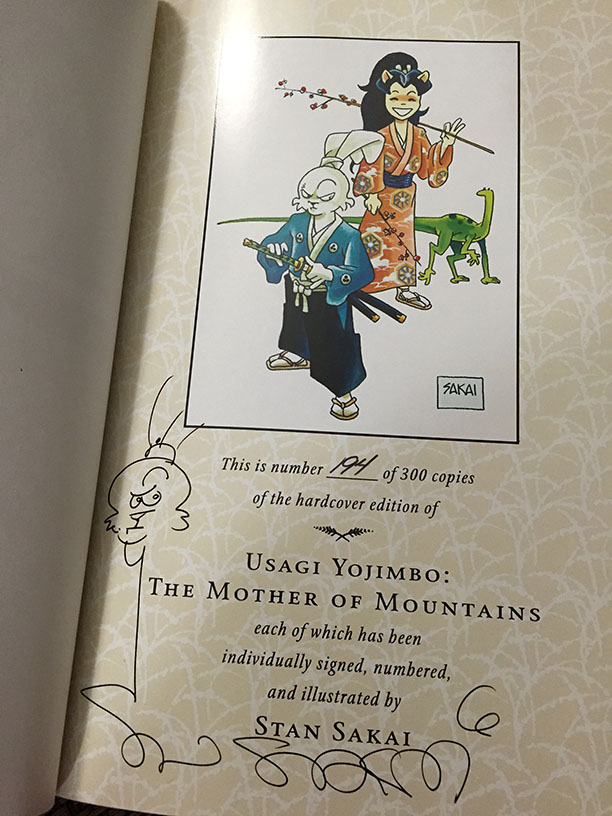 SAKAI
This is number 194 of 300 copies
of the hardcover edition of
USAGI YOJIMBO:
THE MOTHER OF MOUNTAINS
each of which has been
individually signed, numbered,
and illustrated by
STAN SAKAI